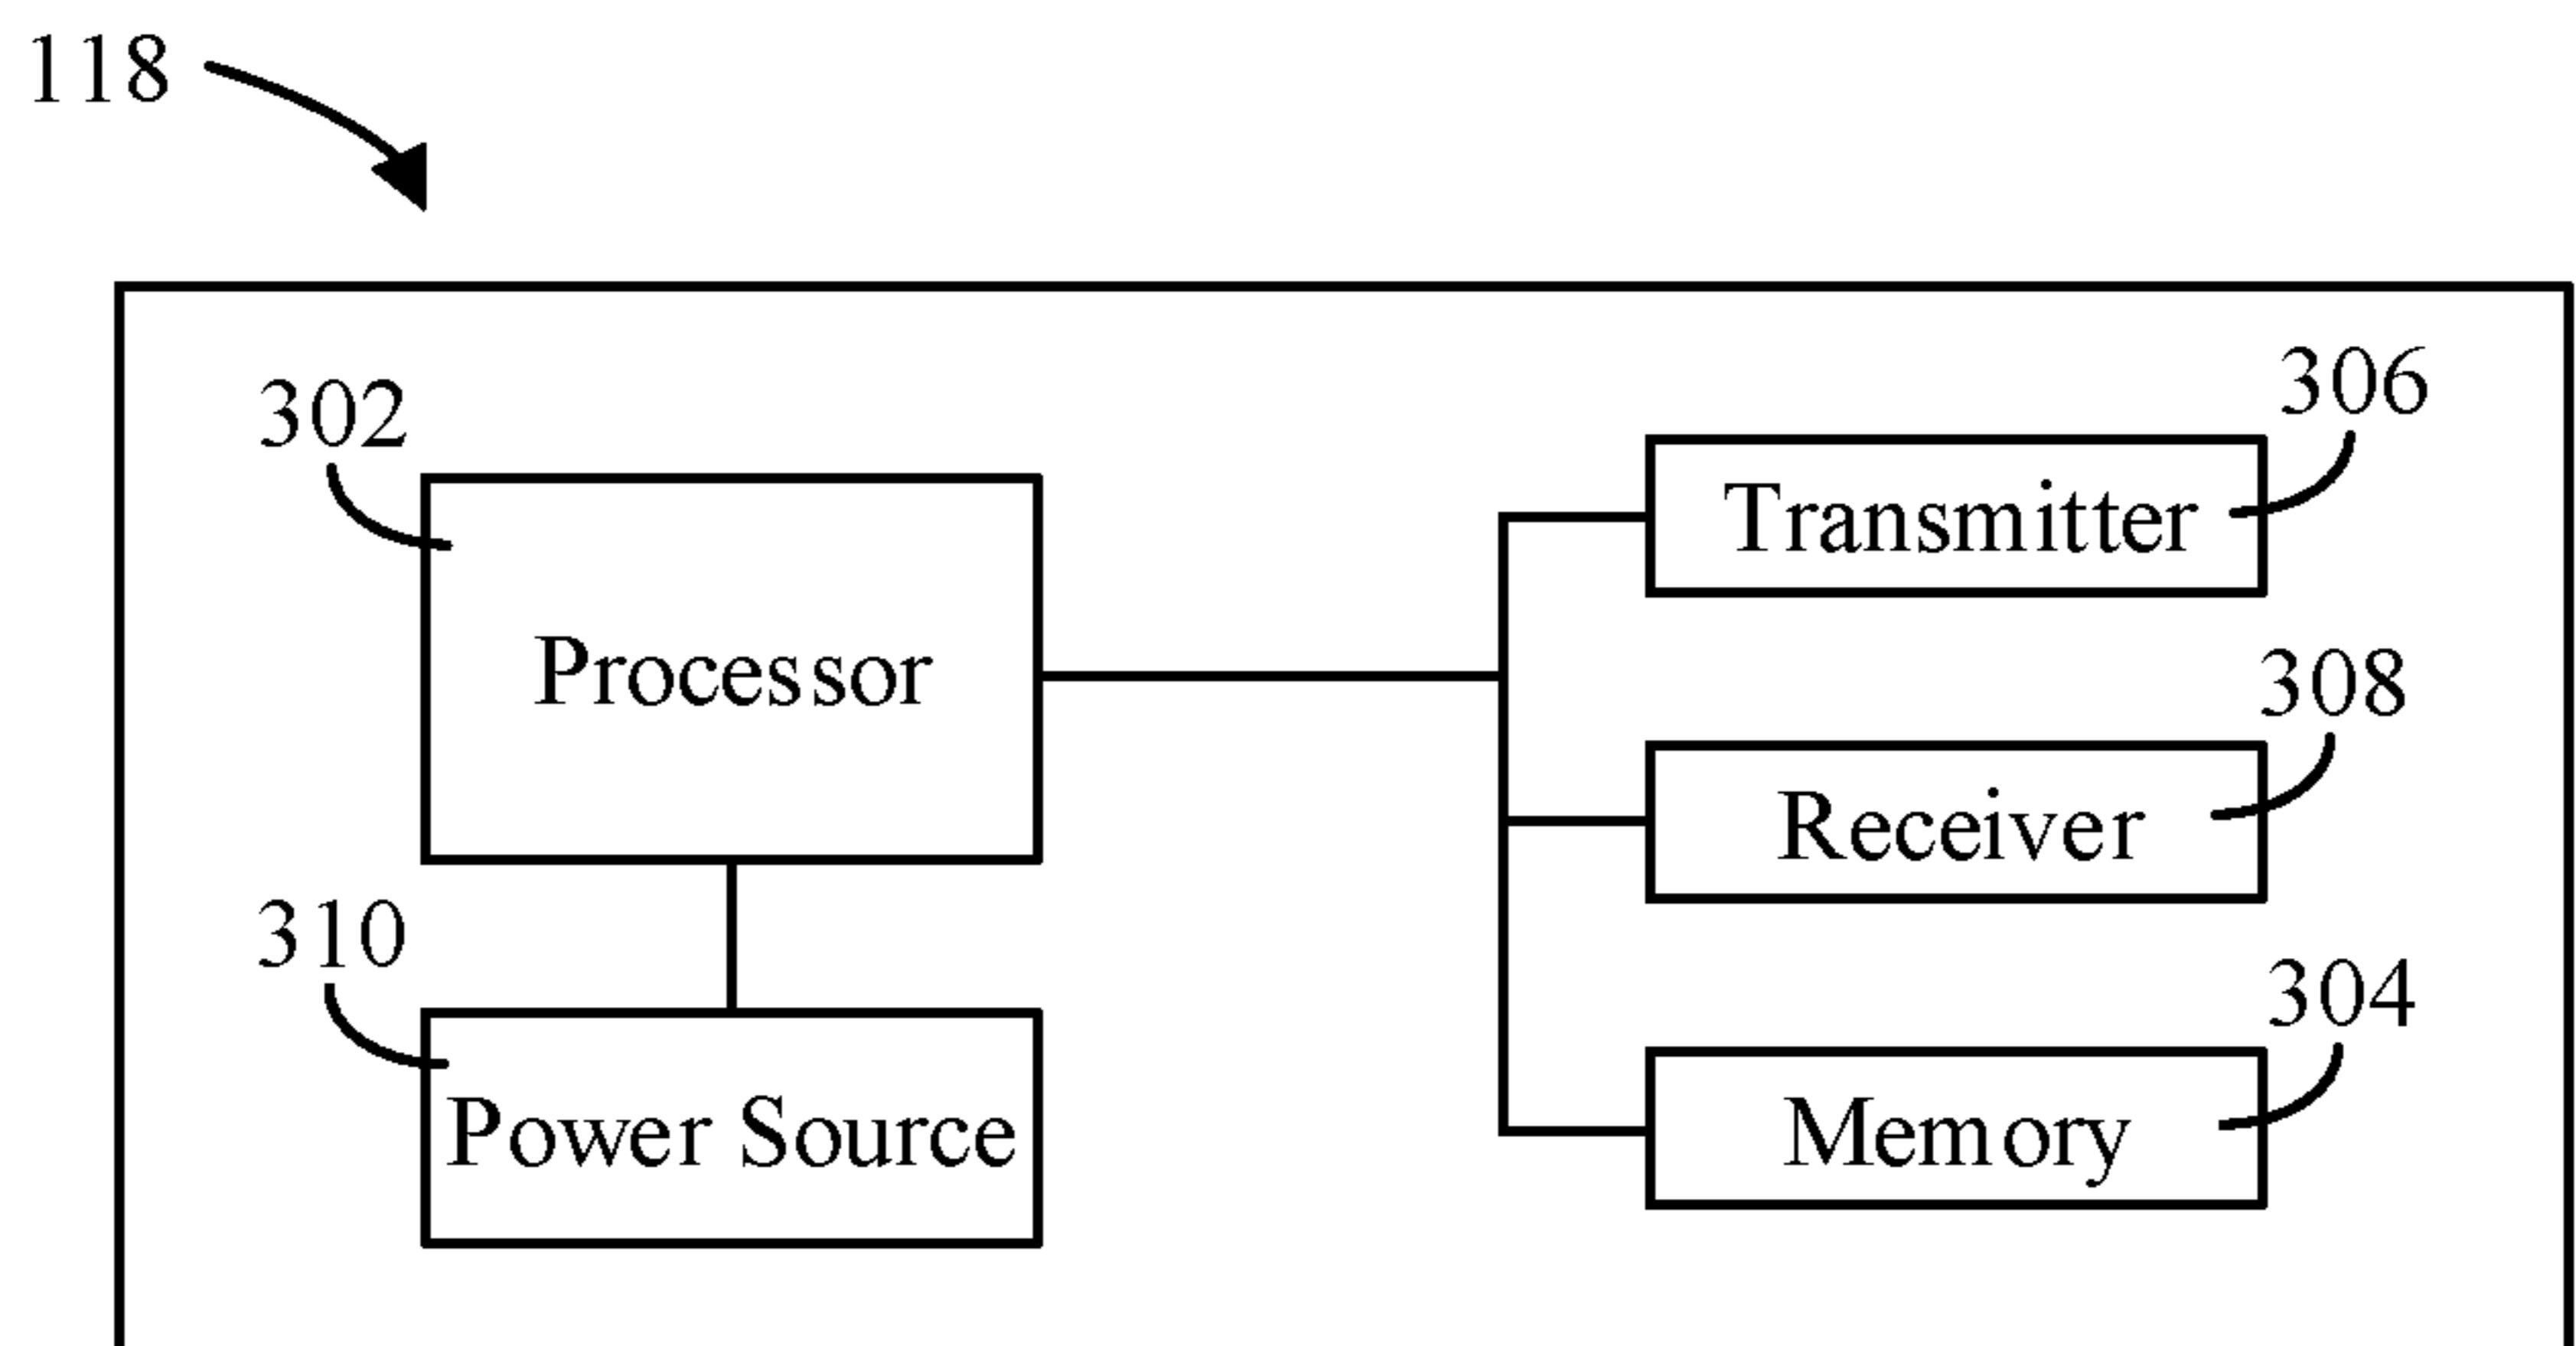 118
302
306
Transmitter
Processor
308
Receiver
310
304
Power Source
Memory